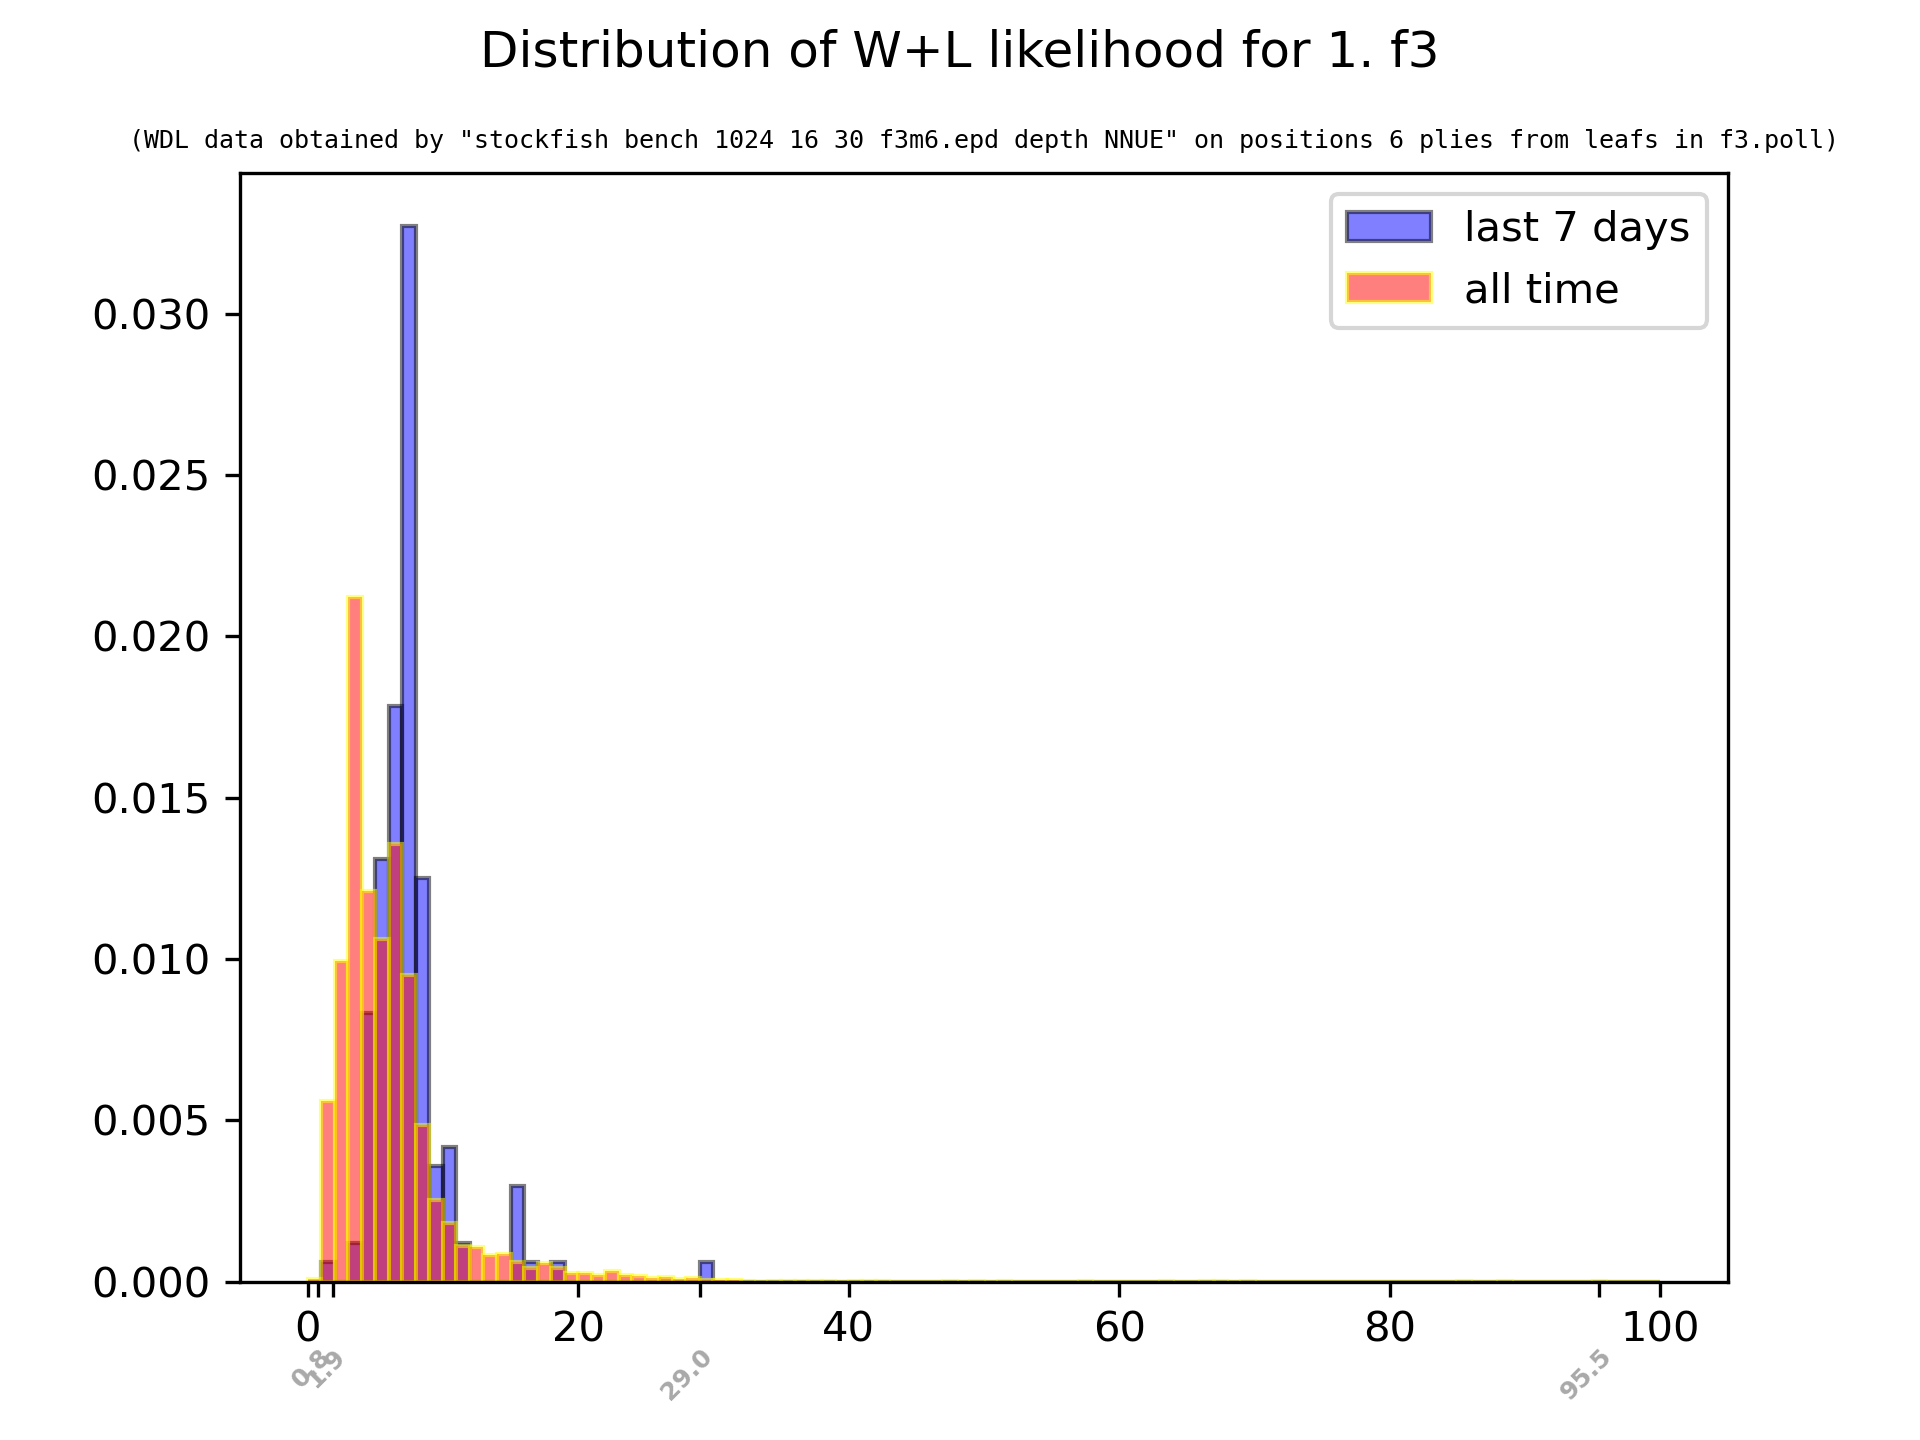 Distribution of W+L likelihood for 1. f3
(WDL data obtained by "stockfish bench 1024 16 30 f3m6.epd depth NNUE" on positions 6 plies from leafs in f3.poll)
last 7 days
all time
0.030
0.025
0.020
0.015
0.010
0.005
0.000
0 20 40 60 80 100
0.8 1.9 29.0 95.5